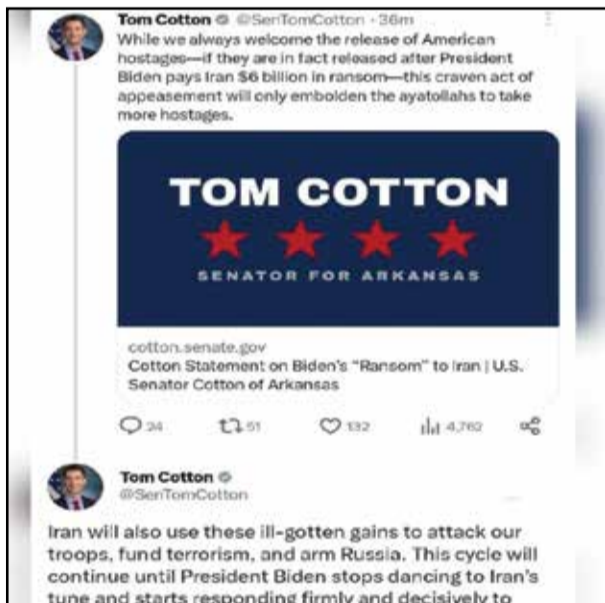 Tom Cotton @SenTomCotton · 36m
While we always welcome the release of American
hostages—if they are in fact released after President
Biden pays Iran $6 billion in ransom—this craven act of
appeasement will only embolden the ayatollahs to take
more hostages.
TOM COTTON
SENATOR FOR ARKANSAS
cotton.senate.gov
Cotton Statement on Biden's "Ransom" to Iran | U.S.
Senator Cotton of Arkansas
24 51 132 4,762
Tom Cotton
@SenTomCotton
Iran will also use these ill-gotten gains to attack our
troops, fund terrorism, and arm Russia. This cycle will
continue until President Biden stops dancing to Iran's
tune and starts responding firmly and decisively to